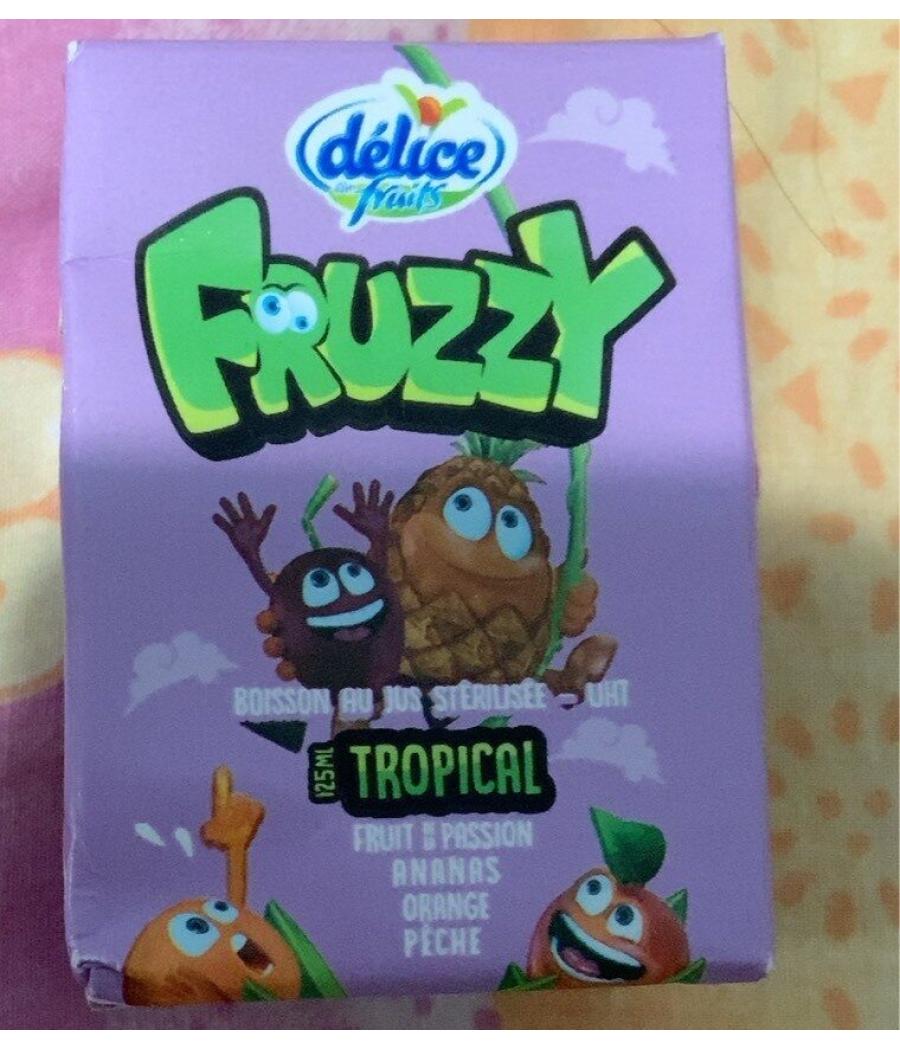 délice
fruits
FRUZZY
BOISSON AU JUS STÉRILISÉE - UHT
125ML TROPICAL
FRUIT DE LA PASSION
ANANAS
ORANGE
PÊCHE